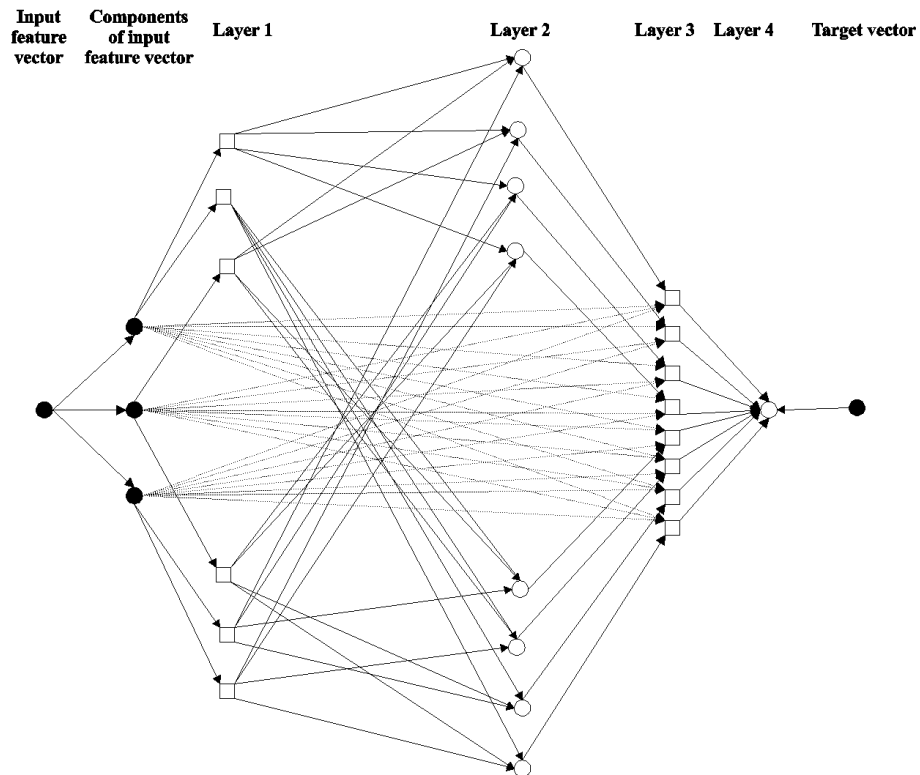 Input
feature
vector
Components
of input
feature vector
Layer 1
Layer 2
Layer 3
Layer 4
Target vector